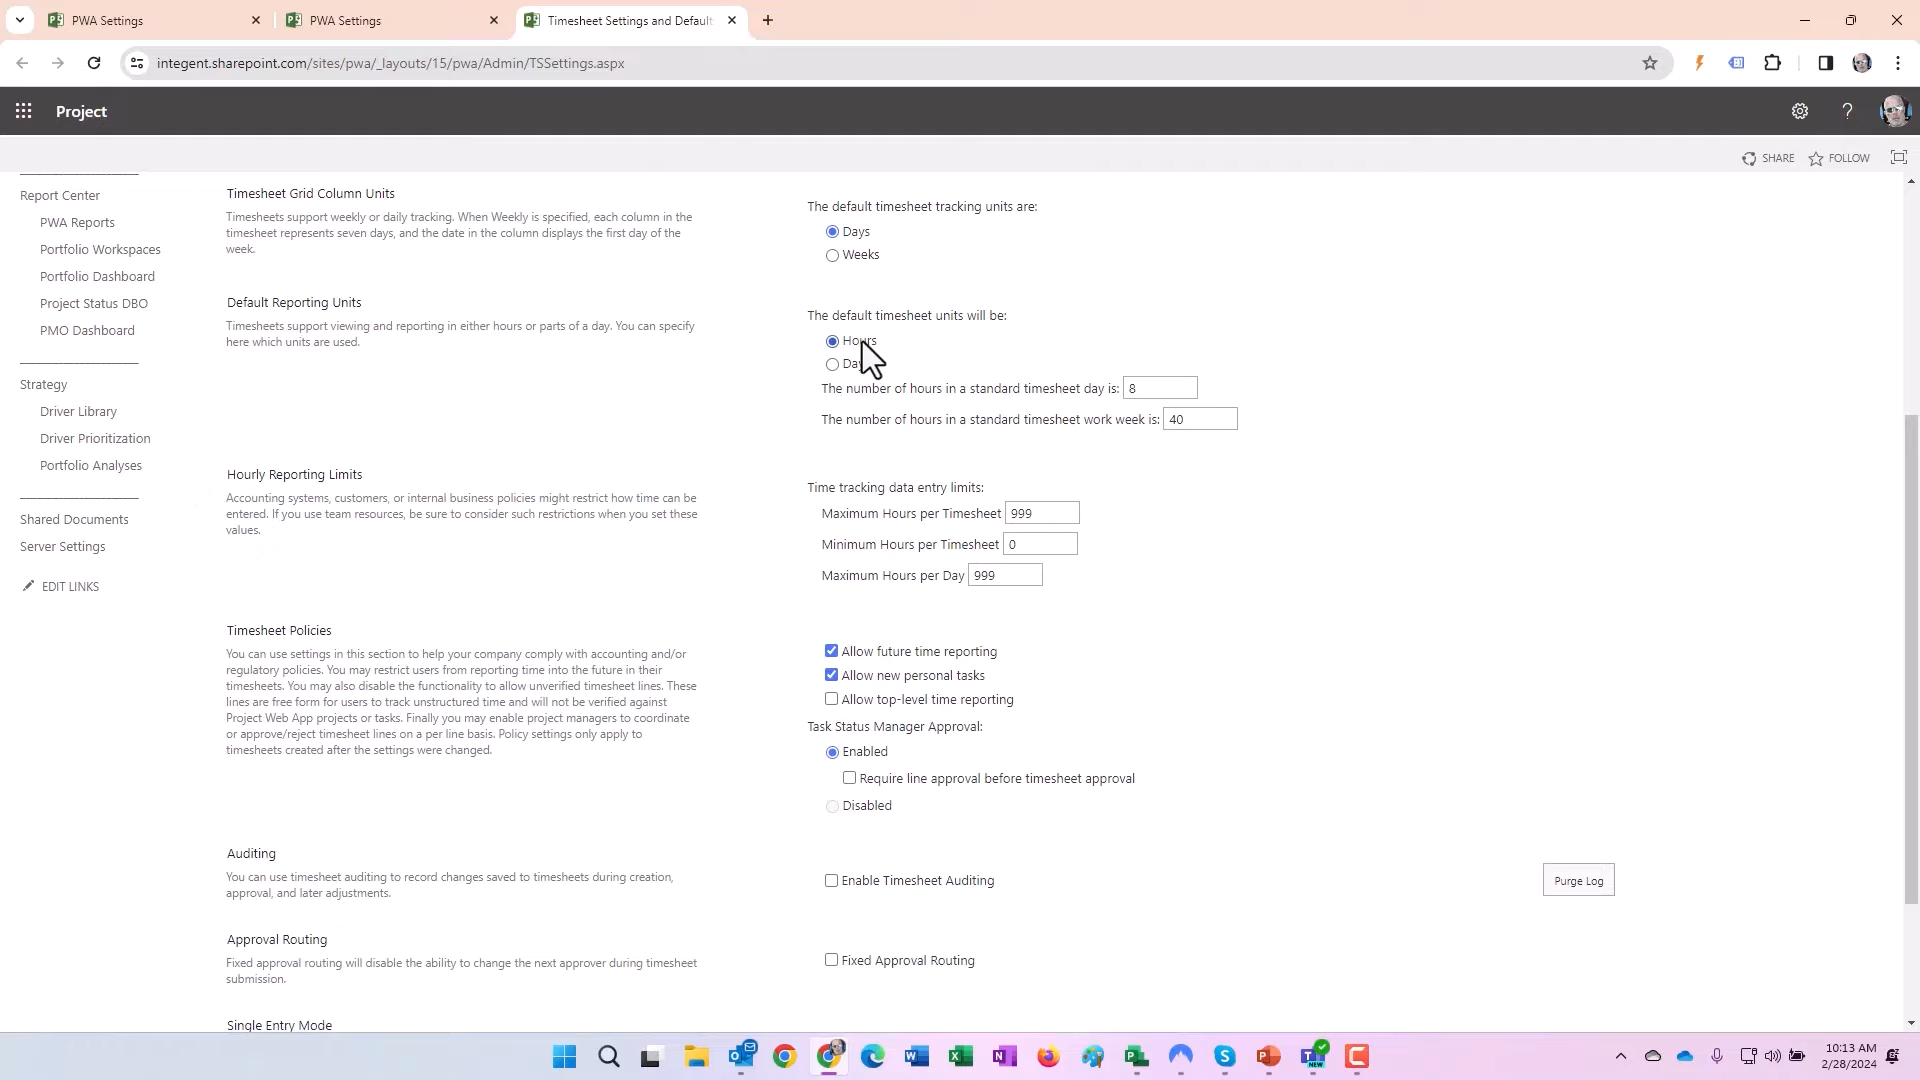 PWA Settings
PWA Settings
Timesheet Settings and Default
integent.sharepoint.com/sites/pwa/_layouts/15/pwa/Admin/TSSettings.aspx
Project
SHARE
FOLLOW
Report Center
PWA Reports
Portfolio Workspaces
Portfolio Dashboard
Project Status DBO
PMO Dashboard
Strategy
Driver Library
Driver Prioritization
Portfolio Analyses
Shared Documents
Server Settings
EDIT LINKS
Timesheet Grid Column Units
Timesheets support weekly or daily tracking. When Weekly is specified, each column in the
timesheet represents seven days, and the date in the column displays the first day of the
week.
The default timesheet tracking units are:
Days
Weeks
Default Reporting Units
Timesheets support viewing and reporting in either hours or parts of a day. You can specify
here which units are used.
The default timesheet units will be:
Hours
The number of hours in a standard timesheet day is: 8
The number of hours in a standard timesheet work week is: 40
Hourly Reporting Limits
Accounting systems, customers, or internal business policies might restrict how time can be
entered. If you use team resources, be sure to consider such restrictions when you set these
values.
Time tracking data entry limits:
Maximum Hours per Timesheet 999
Minimum Hours per Timesheet 0
Maximum Hours per Day 999
Timesheet Policies
You can use settings in this section to help your company comply with accounting and/or
regulatory policies. You may restrict users from reporting time into the future in their
timesheets. You may also disable the functionality to allow unverified timesheet lines. These
lines are free form for users to track unstructured time and will not be verified against
Project Web App projects or tasks. Finally you may enable project managers to coordinate
or approve/reject timesheet lines on a per line basis. Policy settings only apply to
timesheets created after the settings were changed.
Allow future time reporting
Allow new personal tasks
Allow top-level time reporting
Task Status Manager Approval:
Enabled
Require line approval before timesheet approval
Disabled
Auditing
You can use timesheet auditing to record changes saved to timesheets during creation,
approval, and later adjustments.
Enable Timesheet Auditing
Purge Log
Approval Routing
Fixed approval routing will disable the ability to change the next approver during timesheet
submission.
Fixed Approval Routing
Single Entry Mode
NEW
10:13 AM
2/28/2024